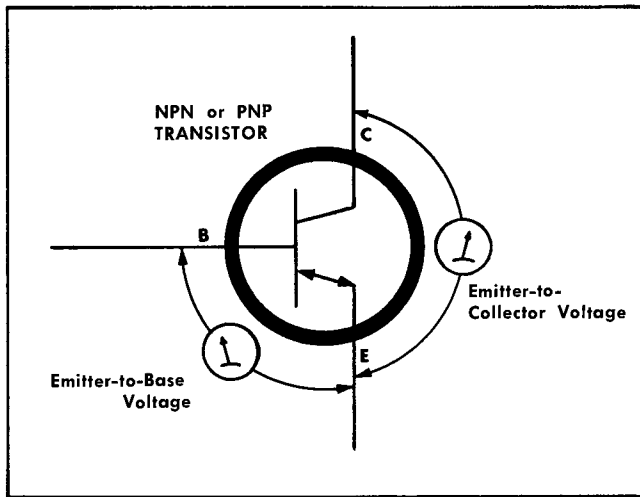 NPN or PNP
TRANSISTOR
C
B
Emitter-to-
Collector Voltage
E
Emitter-to-Base
Voltage